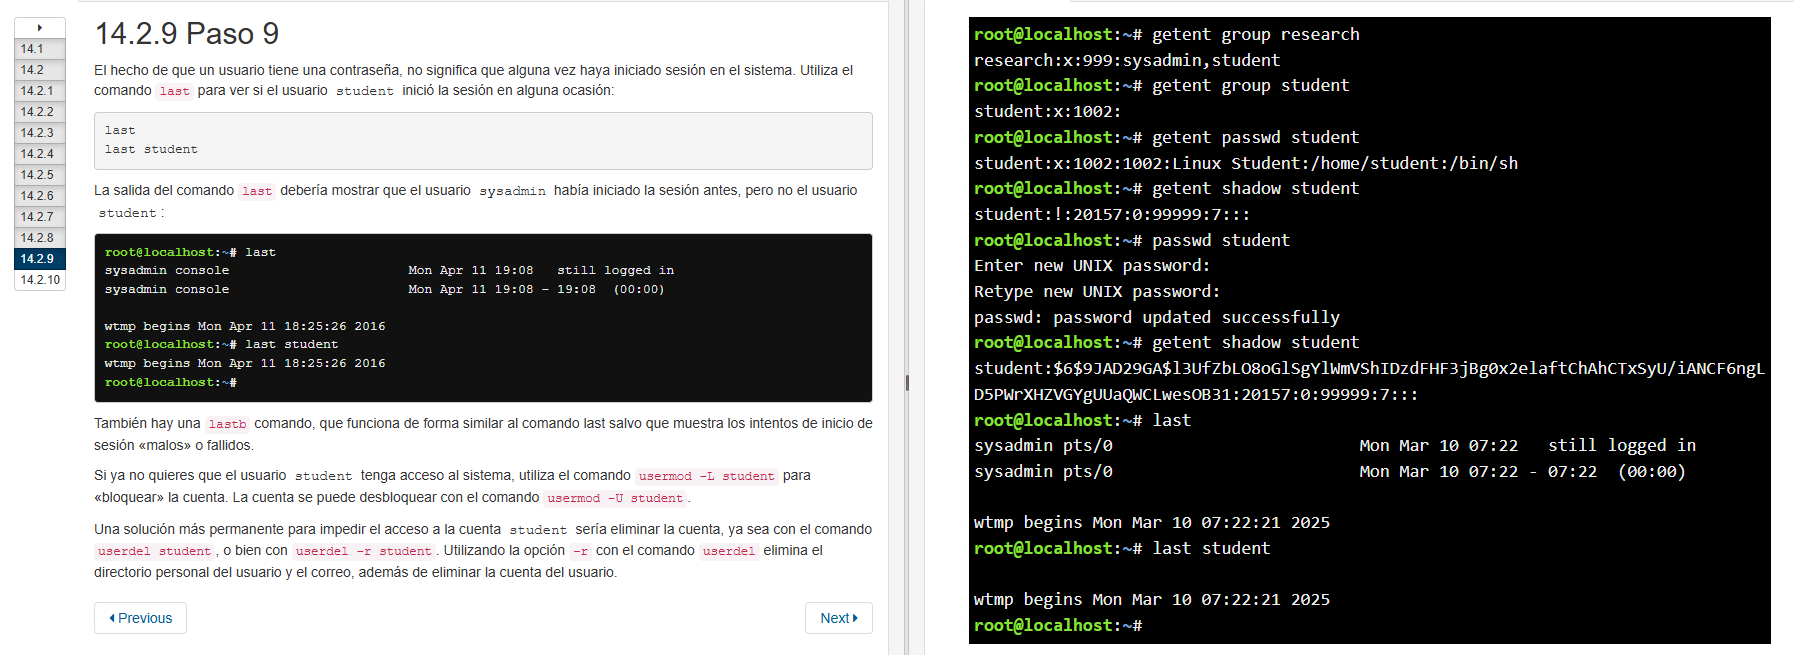 14.1
14.2
14.2.1
14.2.2
14.2.3
14.2.4
14.2.5
14.2.6
14.2.7
14.2.8
14.2.9
14.2.10
14.2.9 Paso 9
El hecho de que un usuario tiene una contraseña, no significa que alguna vez haya iniciado sesión en el sistema. Utiliza el
comando last para ver si el usuario student inició la sesión en alguna ocasión:
last
last student
La salida del comando last debería mostrar que el usuario sysadmin había iniciado la sesión antes, pero no el usuario
student:
root@localhost:~# last
sysadmin console Mon Apr 11 19:08 still logged in
sysadmin console Mon Apr 11 19:08 - 19:08 (00:00)
wtmp begins Mon Apr 11 18:25:26 2016
root@localhost:~# last student
wtmp begins Mon Apr 11 18:25:26 2016
root@localhost:~#
También hay una lastb comando, que funciona de forma similar al comando last salvo que muestra los intentos de inicio de
sesión «malos» o fallidos.
Si ya no quieres que el usuario student tenga acceso al sistema, utiliza el comando usermod -L student para
«bloquear» la cuenta. La cuenta se puede desbloquear con el comando usermod -U student.
Una solución más permanente para impedir el acceso a la cuenta student sería eliminar la cuenta, ya sea con el comando
userdel student, o bien con userdel -r student. Utilizando la opción -r con el comando userdel elimina el
directorio personal del usuario y el correo, además de eliminar la cuenta del usuario.
Previous
Next
root@localhost:~# getent group research
research:x:999:sysadmin,student
root@localhost:~# getent group student
student:x:1002:
root@localhost:~# getent passwd student
student:x:1002:1002:Linux Student:/home/student:/bin/sh
root@localhost:~# getent shadow student
student:!:20157:0:99999:7:::
root@localhost:~# passwd student
Enter new UNIX password:
Retype new UNIX password:
passwd: password updated successfully
root@localhost:~# getent shadow student
student:$6$9JAD29GA$l3UfZbLO8oGlSgYlWmVShIDzdFHF3jBg0x2elaftChAhCTxSyU/iANCF6ngL
D5PWrXHZVGYgUUaQWCLwesOB31:20157:0:99999:7:::
root@localhost:~# last
sysadmin pts/0 Mon Mar 10 07:22 still logged in
sysadmin pts/0 Mon Mar 10 07:22 - 07:22 (00:00)
wtmp begins Mon Mar 10 07:22:21 2025
root@localhost:~# last student
wtmp begins Mon Mar 10 07:22:21 2025
root@localhost:~#